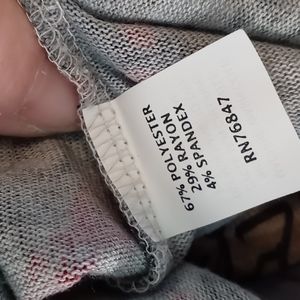 67% POLYESTER
29% RAYON
4% SPANDEX
RN76847